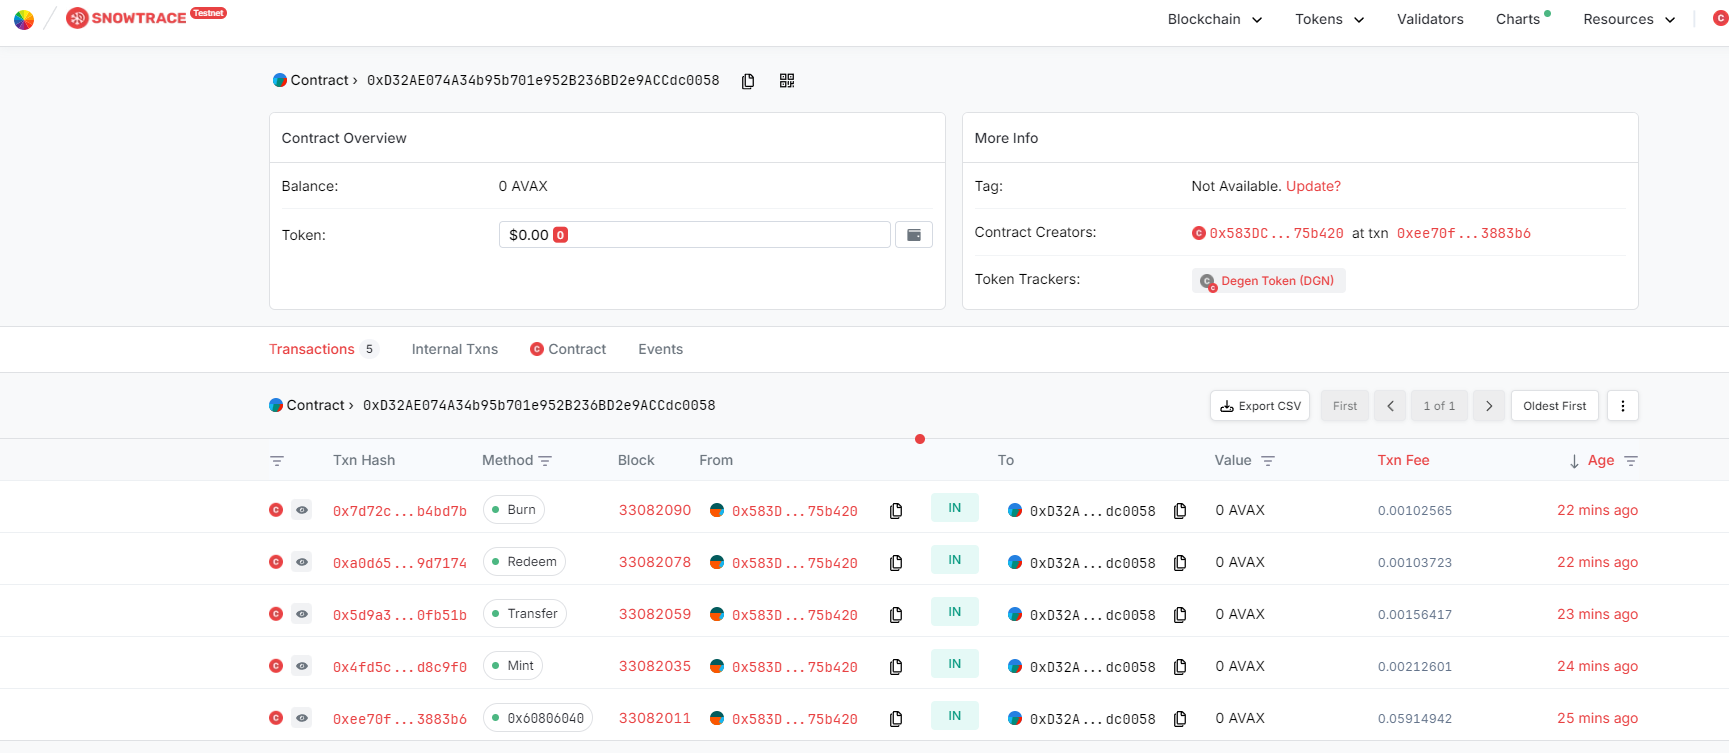 SNOWTRACE Testnet
Blockchain Tokens Validators Charts Resources
Contract › 0xD32AE074A34b95b701e952B236BD2e9ACCdc0058
Contract Overview
Balance: 0 AVAX
Token: $0.00 0
More Info
Tag: Not Available. Update?
Contract Creators: C 0x583DC...75b420 at txn 0xee70f...3883b6
Token Trackers: C C Degen Token (DGN)
Transactions 5 Internal Txns C Contract Events
Contract › 0xD32AE074A34b95b701e952B236BD2e9ACCdc0058
Export CSV First 1 of 1 Oldest First
Txn Hash Method Block From To Value Txn Fee Age
C 0x7d72c...b4bd7b Burn 33082090 0x583D...75b420 IN 0xD32A...dc0058 0 AVAX 0.00102565 22 mins ago
C 0xa0d65...9d7174 Redeem 33082078 0x583D...75b420 IN 0xD32A...dc0058 0 AVAX 0.00103723 22 mins ago
C 0x5d9a3...0fb51b Transfer 33082059 0x583D...75b420 IN 0xD32A...dc0058 0 AVAX 0.00156417 23 mins ago
C 0x4fd5c...d8c9f0 Mint 33082035 0x583D...75b420 IN 0xD32A...dc0058 0 AVAX 0.00212601 24 mins ago
C 0xee70f...3883b6 0x60806040 33082011 0x583D...75b420 IN 0xD32A...dc0058 0 AVAX 0.05914942 25 mins ago